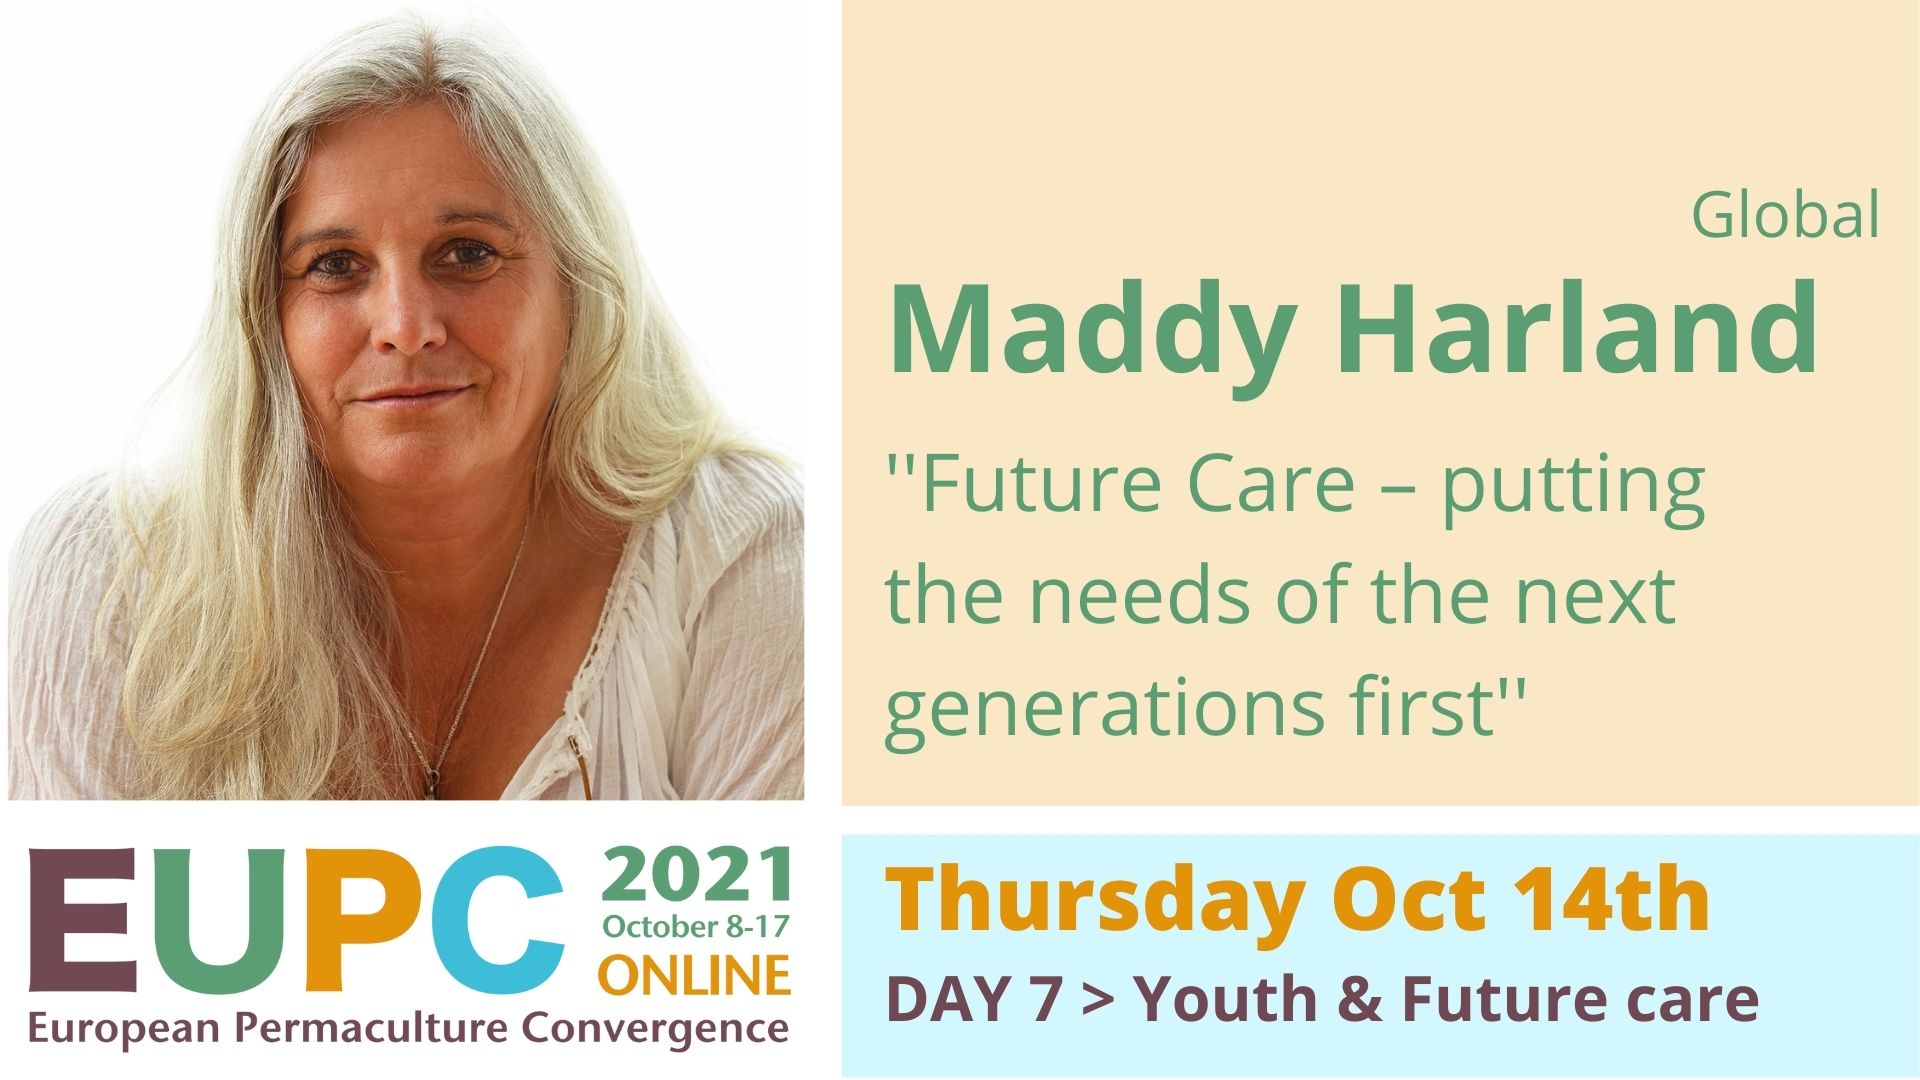 Global
Maddy Harland
''Future Care – putting
the needs of the next
generations first''
EUPC
2021
October 8-17
ONLINE
European Permaculture Convergence
Thursday Oct 14th
DAY 7 > Youth & Future care